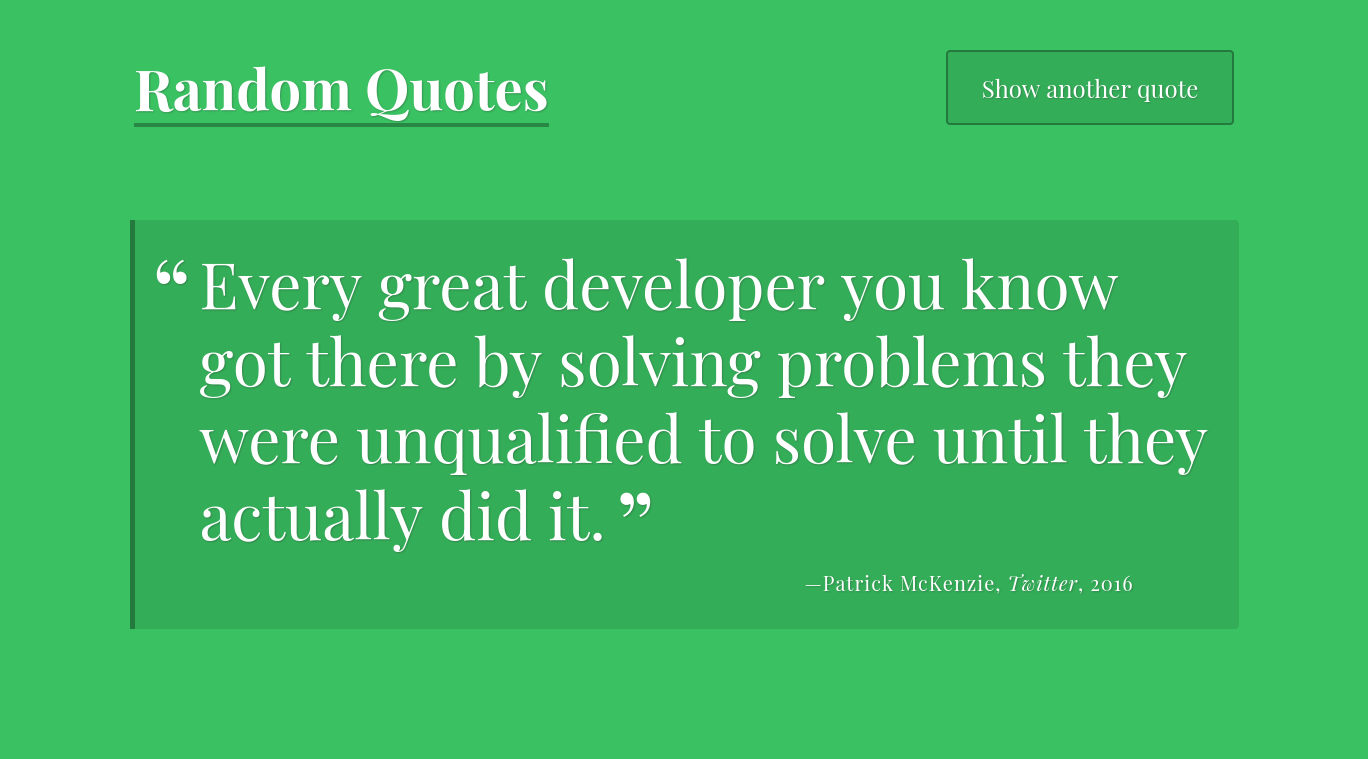 Random Quotes
Show another quote
“ Every great developer you know
got there by solving problems they
were unqualified to solve until they
actually did it. ”
—Patrick McKenzie, Twitter, 2016